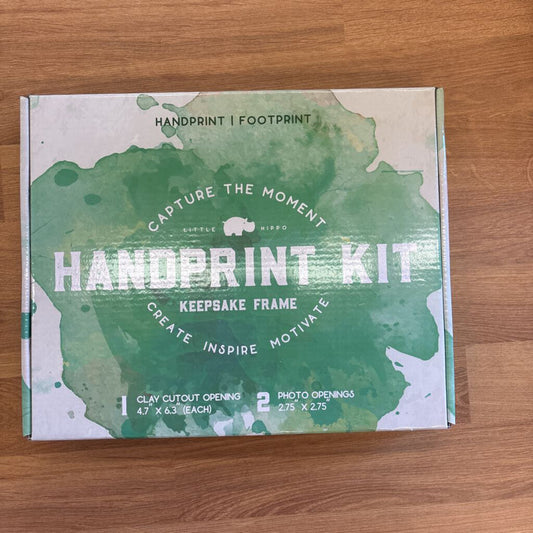 HANDPRINT | FOOTPRINT
CAPTURE THE MOMENT
LITTLE HIPPO
HANDPRINT KIT
KEEPSAKE FRAME
CREATE INSPIRE MOTIVATE
1 CLAY CUTOUT OPENING
4.7" X 6.3" (EACH)
2 PHOTO OPENINGS
2.75" X 2.75"